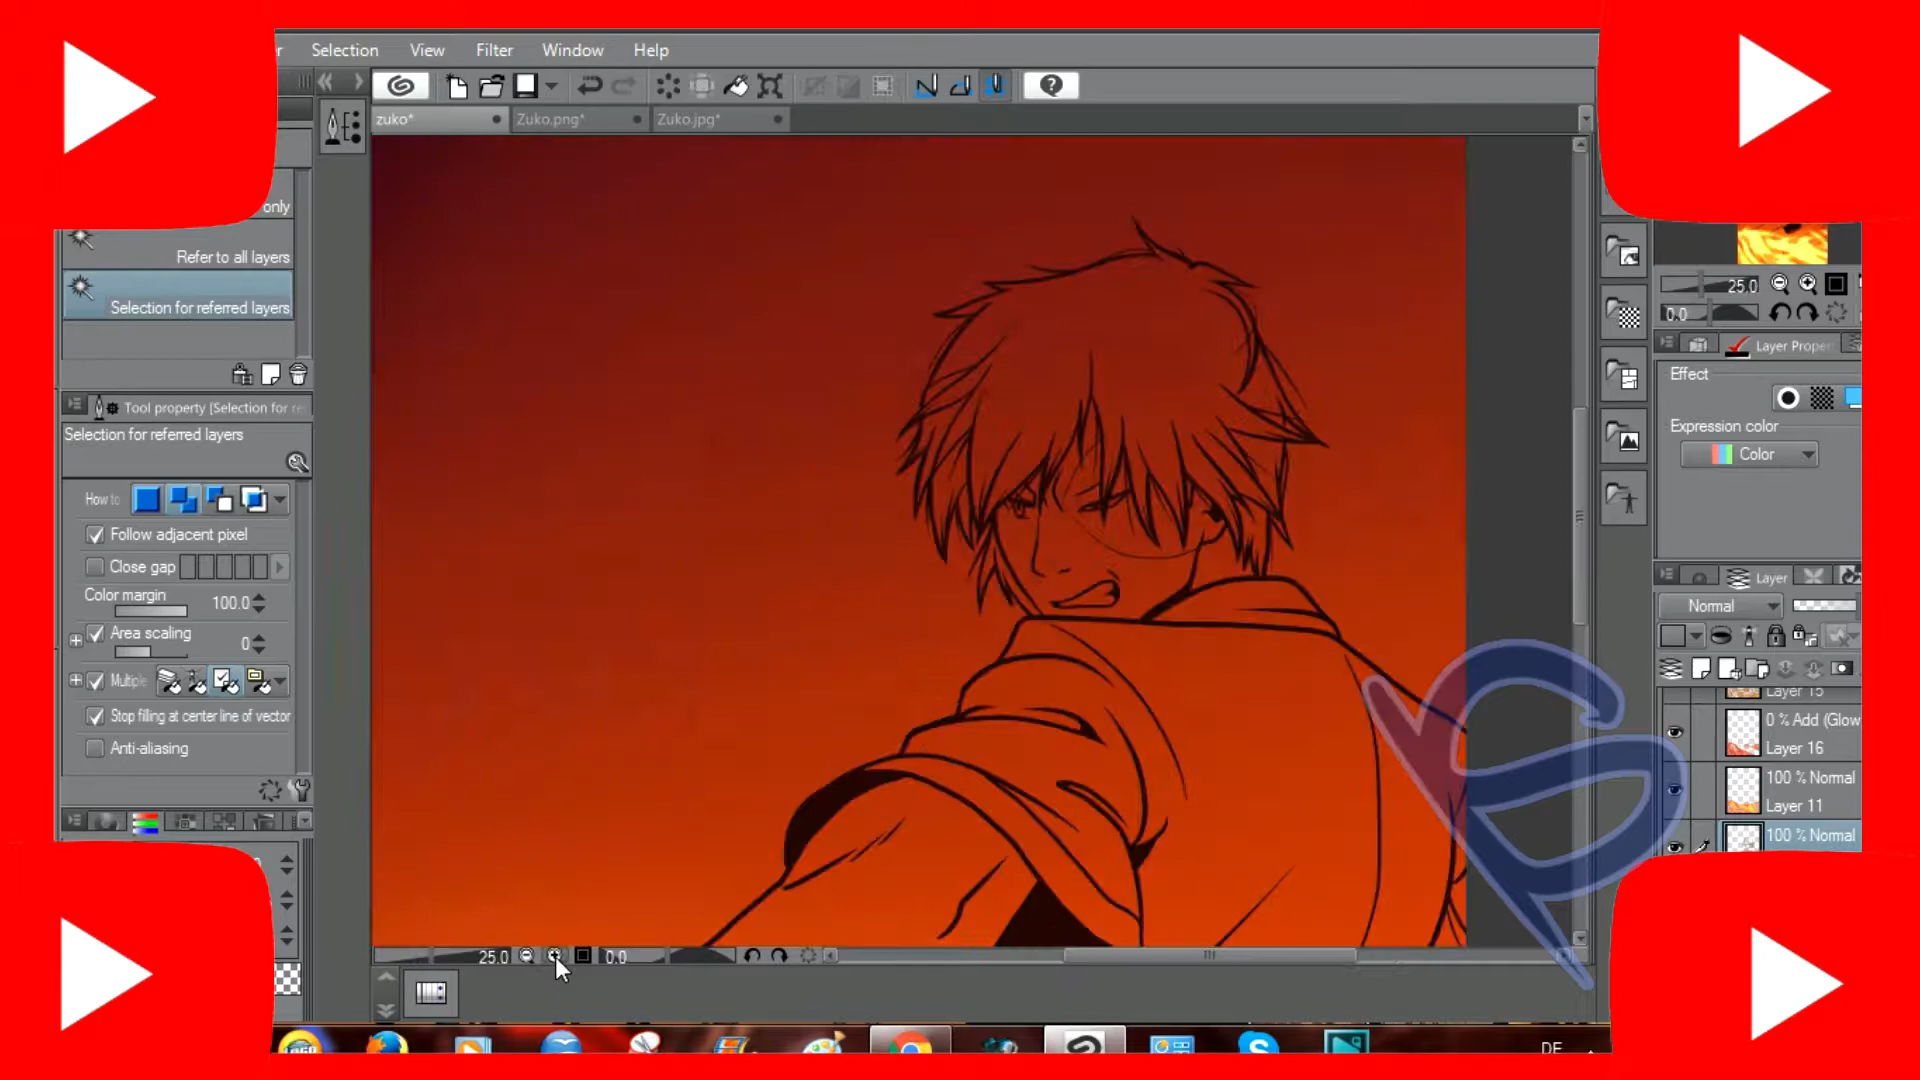 Selection View Filter Window Help
zuko* Zuko.png* Zuko.jpg*
only
Refer to all layers
Selection for referred layers
Tool property [Selection for re
Selection for referred layers
How to
Follow adjacent pixel
Close gap
Color margin 100.0
Area scaling 0
Multiple
Stop filling at center line of vector
Anti-aliasing
25.0 0.0
25.0
0.0
Layer Proper
Effect
Expression color
Color
Layer
Normal
Layer 15
0 % Add (Glow
Layer 16
100 % Normal
Layer 11
100 % Normal
DE